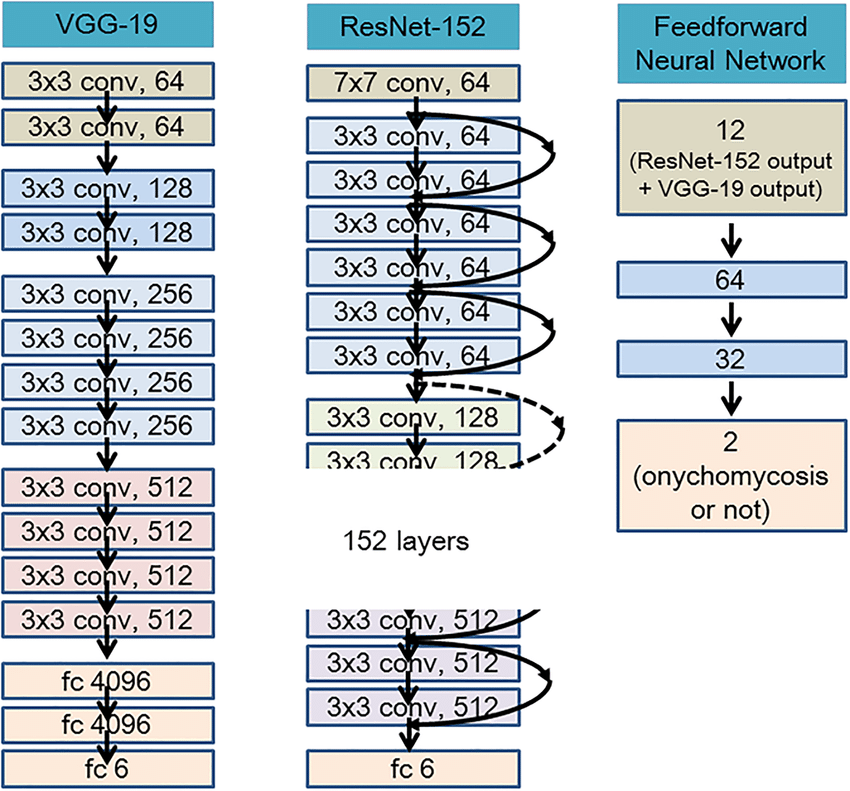 VGG-19
3x3 conv, 64
3x3 conv, 64
3x3 conv, 128
3x3 conv, 128
3x3 conv, 256
3x3 conv, 256
3x3 conv, 256
3x3 conv, 256
3x3 conv, 512
3x3 conv, 512
3x3 conv, 512
3x3 conv, 512
fc 4096
fc 4096
fc 6
ResNet-152
7x7 conv, 64
3x3 conv, 64
3x3 conv, 64
3x3 conv, 64
3x3 conv, 64
3x3 conv, 64
3x3 conv, 64
3x3 conv, 128
3x3 conv, 128
152 layers
3x3 conv, 512
3x3 conv, 512
3x3 conv, 512
fc 6
Feedforward
Neural Network
12
(ResNet-152 output
+ VGG-19 output)
64
32
2
(onychomycosis
or not)